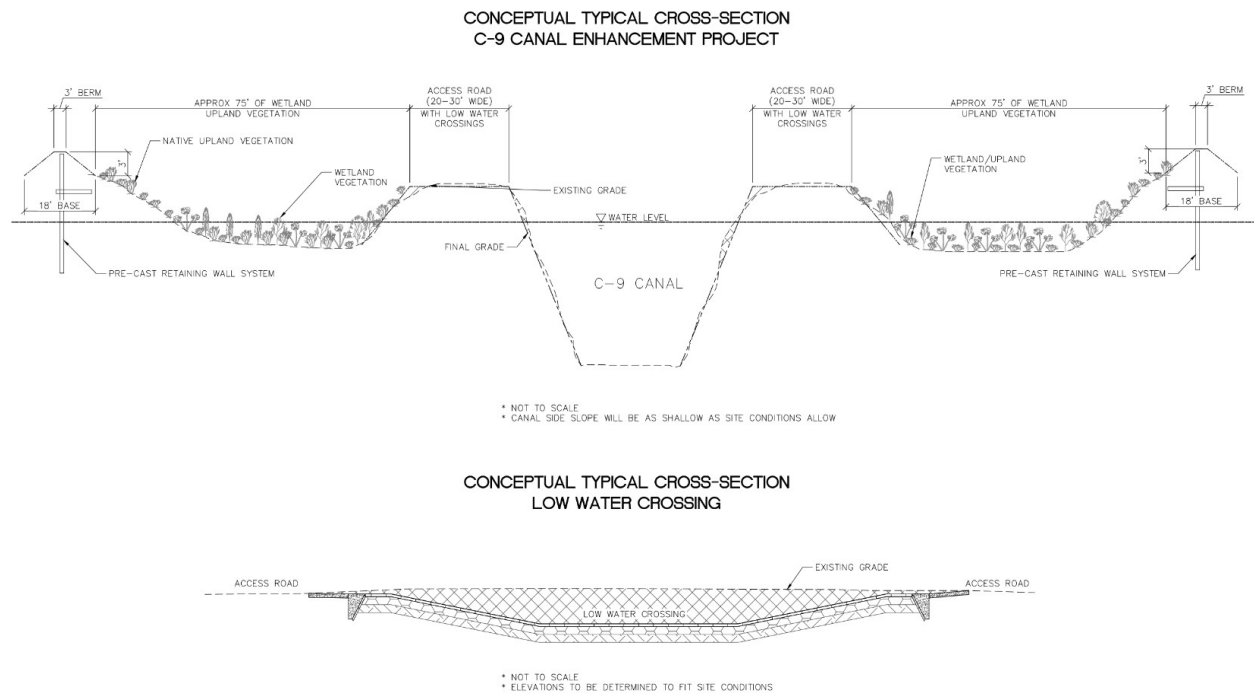 CONCEPTUAL TYPICAL CROSS-SECTION
C-9 CANAL ENHANCEMENT PROJECT
3' BERM
APPROX 75' OF WETLAND
UPLAND VEGETATION
ACCESS ROAD
(20-30' WIDE)
WITH LOW WATER
CROSSINGS
ACCESS ROAD
(20-30' WIDE)
WITH LOW WATER
CROSSINGS
APPROX 75' OF WETLAND
UPLAND VEGETATION
3' BERM
NATIVE UPLAND VEGETATION
3'
WETLAND
VEGETATION
EXISTING GRADE
WETLAND/UPLAND
VEGETATION
3'
18' BASE
18' BASE
WATER LEVEL
FINAL GRADE
PRE-CAST RETAINING WALL SYSTEM
C-9 CANAL
PRE-CAST RETAINING WALL SYSTEM
* NOT TO SCALE
* CANAL SIDE SLOPE WILL BE AS SHALLOW AS SITE CONDITIONS ALLOW
CONCEPTUAL TYPICAL CROSS-SECTION
LOW WATER CROSSING
EXISTING GRADE
ACCESS ROAD
ACCESS ROAD
LOW WATER CROSSING
* NOT TO SCALE
* ELEVATIONS TO BE DETERMINED TO FIT SITE CONDITIONS